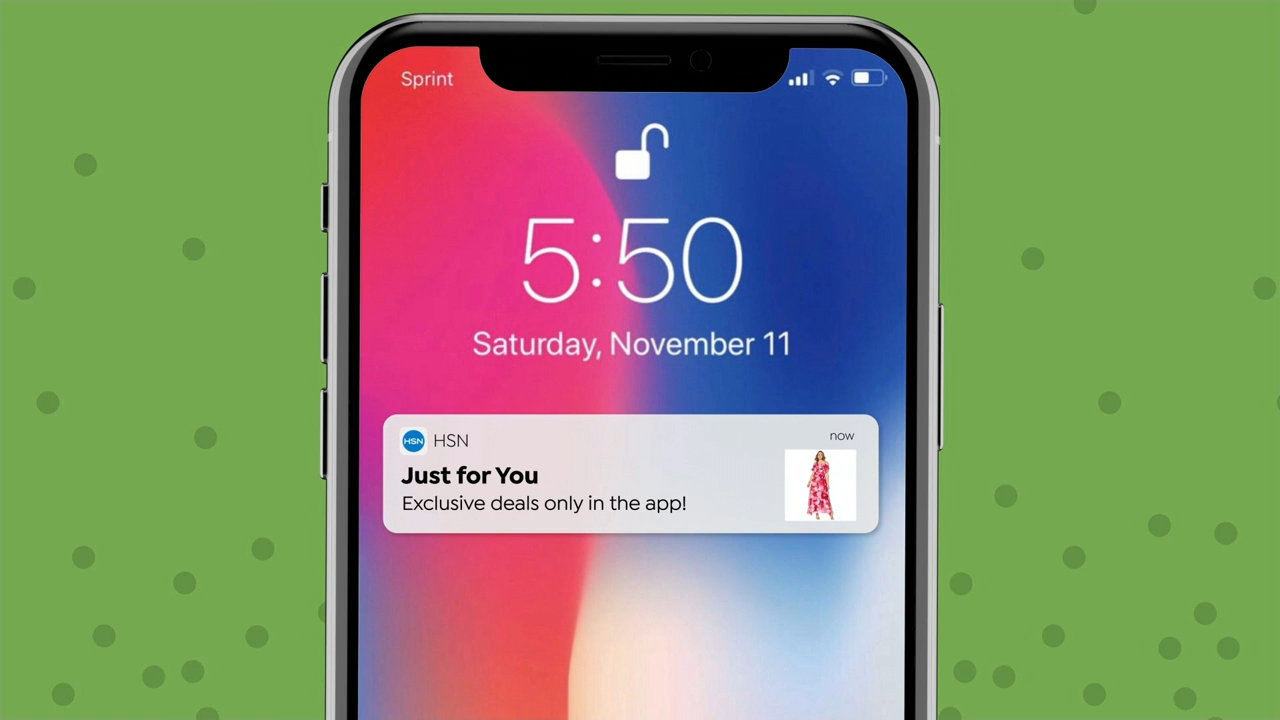 Sprint
5:50
Saturday, November 11
HSN HSN
now
Just for You
Exclusive deals only in the app!